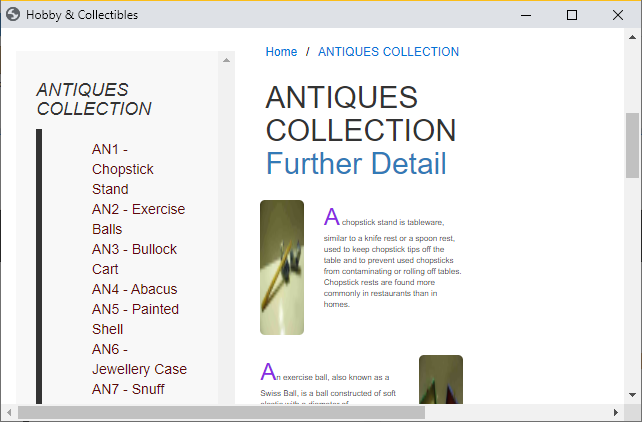 Hobby & Collectibles
Home / ANTIQUES COLLECTION
ANTIQUES
COLLECTION
AN1 -
Chopstick
Stand
AN2 - Exercise
Balls
AN3 - Bullock
Cart
AN4 - Abacus
AN5 - Painted
Shell
AN6 -
Jewellery Case
AN7 - Snuff
ANTIQUES
COLLECTION
Further Detail
A chopstick stand is tableware,
similar to a knife rest or a spoon rest,
used to keep chopstick tips off the
table and to prevent used chopsticks
from contaminating or rolling off tables.
Chopstick rests are found more
commonly in restaurants than in
homes.
An exercise ball, also known as a
Swiss Ball, is a ball constructed of soft
elastic with a diameter of